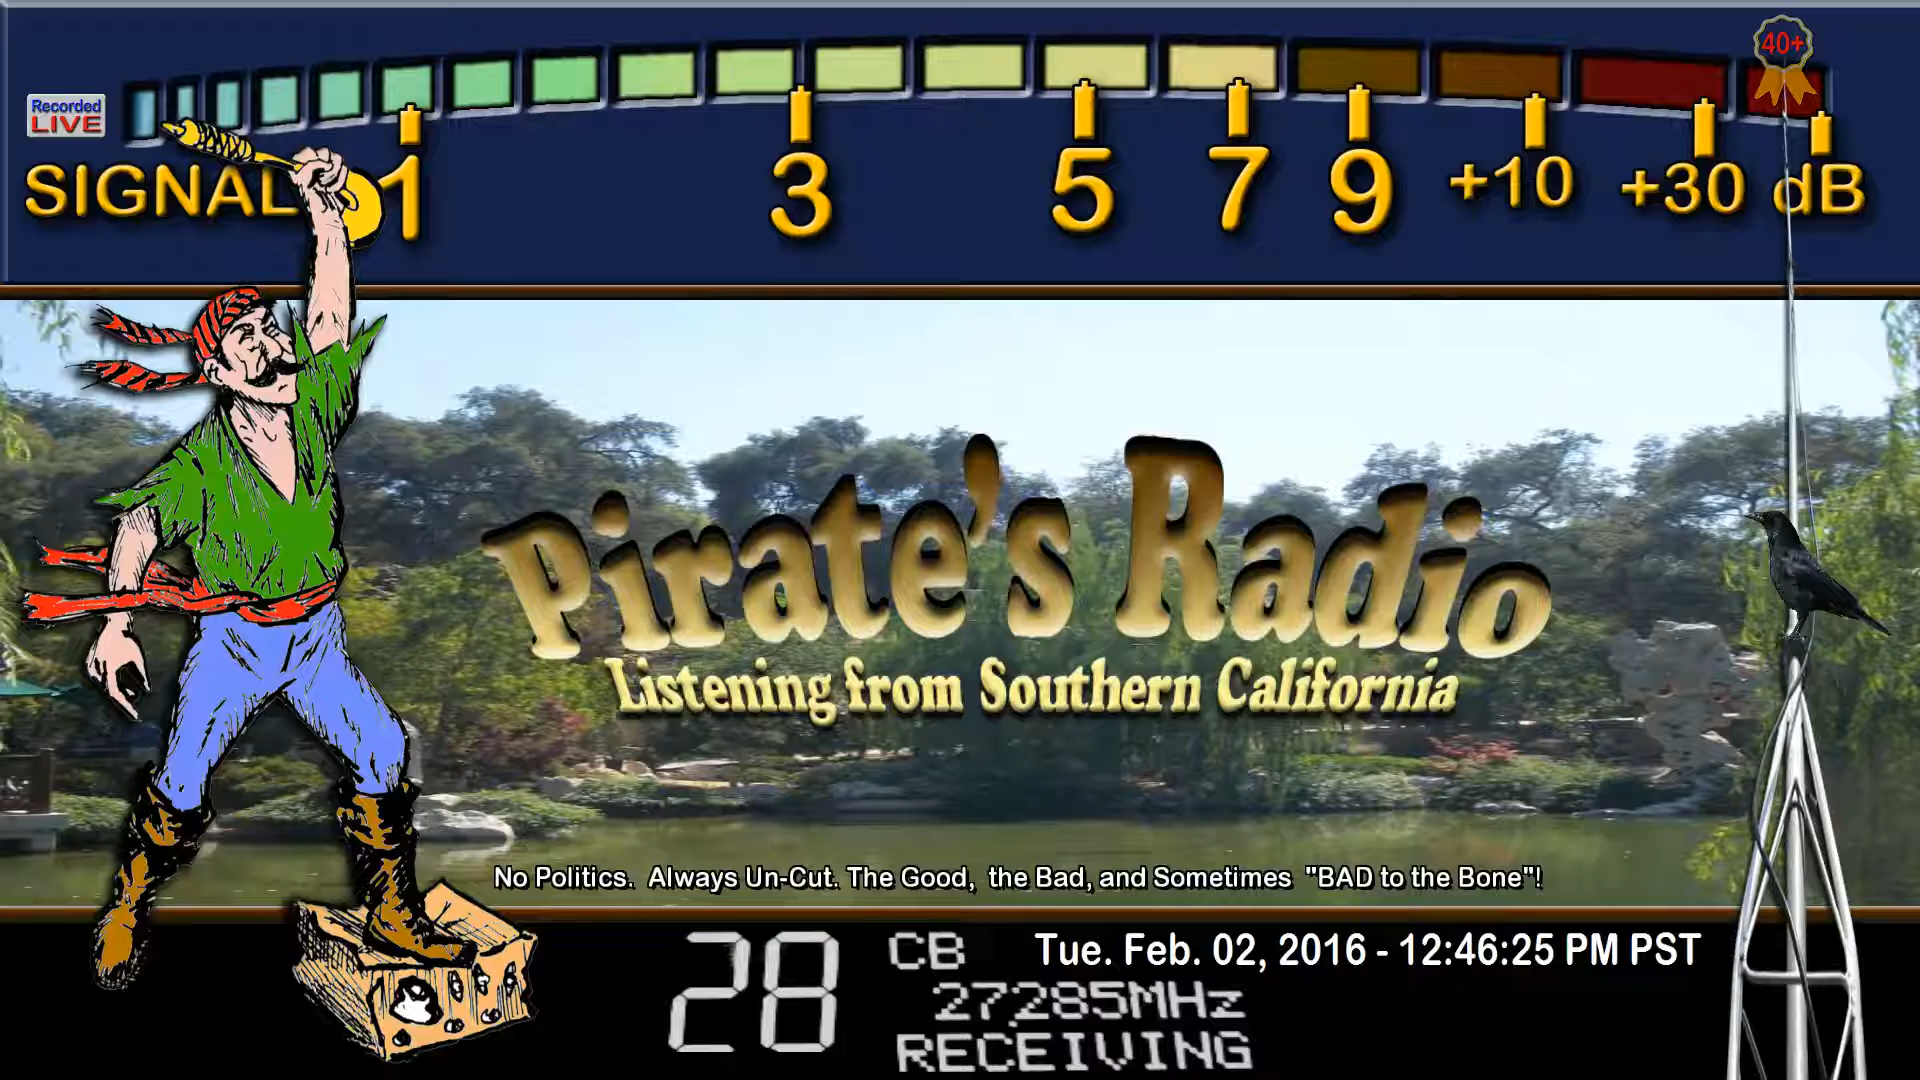 40+
Recorded
LIVE
SIGNAL 1 3 5 7 9 +10 +30 dB
Pirate's Radio
Listening from Southern California
No Politics. Always Un-Cut. The Good, the Bad, and Sometimes "BAD to the Bone"!
28 CB Tue. Feb. 02, 2016 - 12:46:25 PM PST
27.285MHz
RECEIVING